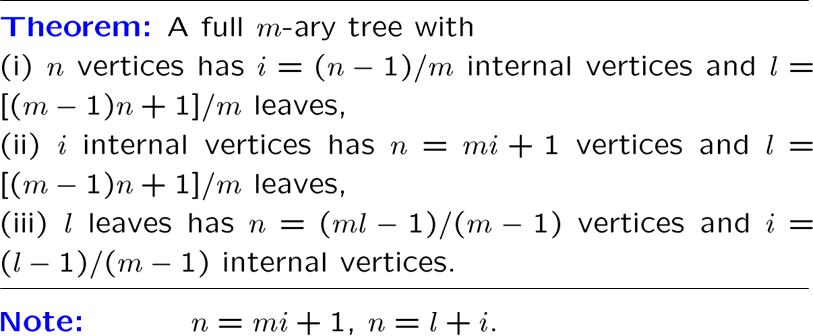 Theorem: A full m-ary tree with
(i) n vertices has i = (n − 1)/m internal vertices and l =
[(m − 1)n + 1]/m leaves,
(ii) i internal vertices has n = mi + 1 vertices and l =
[(m − 1)n + 1]/m leaves,
(iii) l leaves has n = (ml − 1)/(m − 1) vertices and i =
(l − 1)/(m − 1) internal vertices.
Note: n = mi + 1, n = l + i.